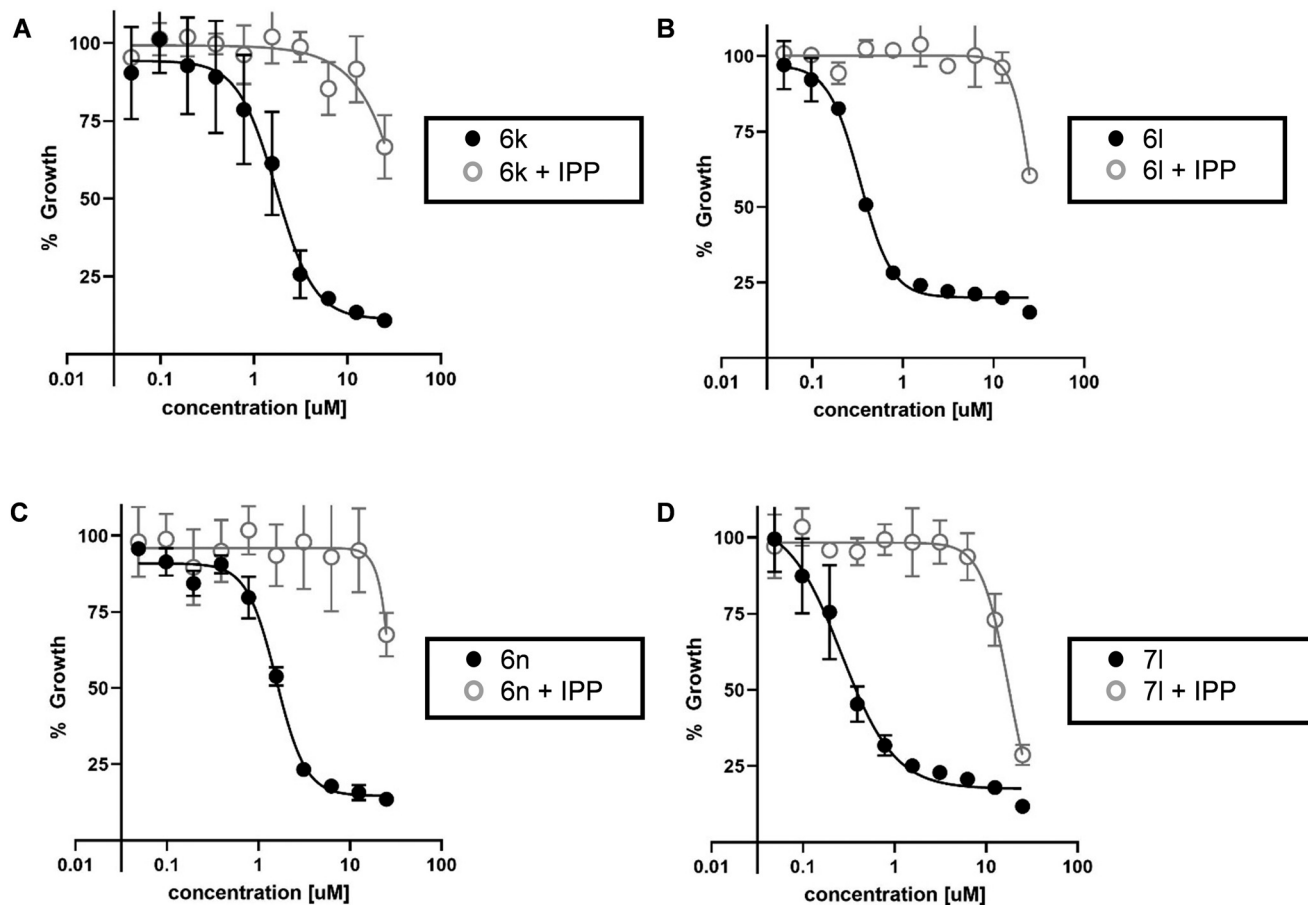 A
100
75
50
25
% Growth
0.01 0.1 1 10 100
concentration [uM]
6k
6k + IPP
B
100
75
50
25
% Growth
0.01 0.1 1 10 100
concentration [uM]
6l
6l + IPP
C
100
75
50
25
% Growth
0.01 0.1 1 10 100
concentration [uM]
6n
6n + IPP
D
100
75
50
25
% Growth
0.01 0.1 1 10 100
concentration [uM]
7l
7l + IPP